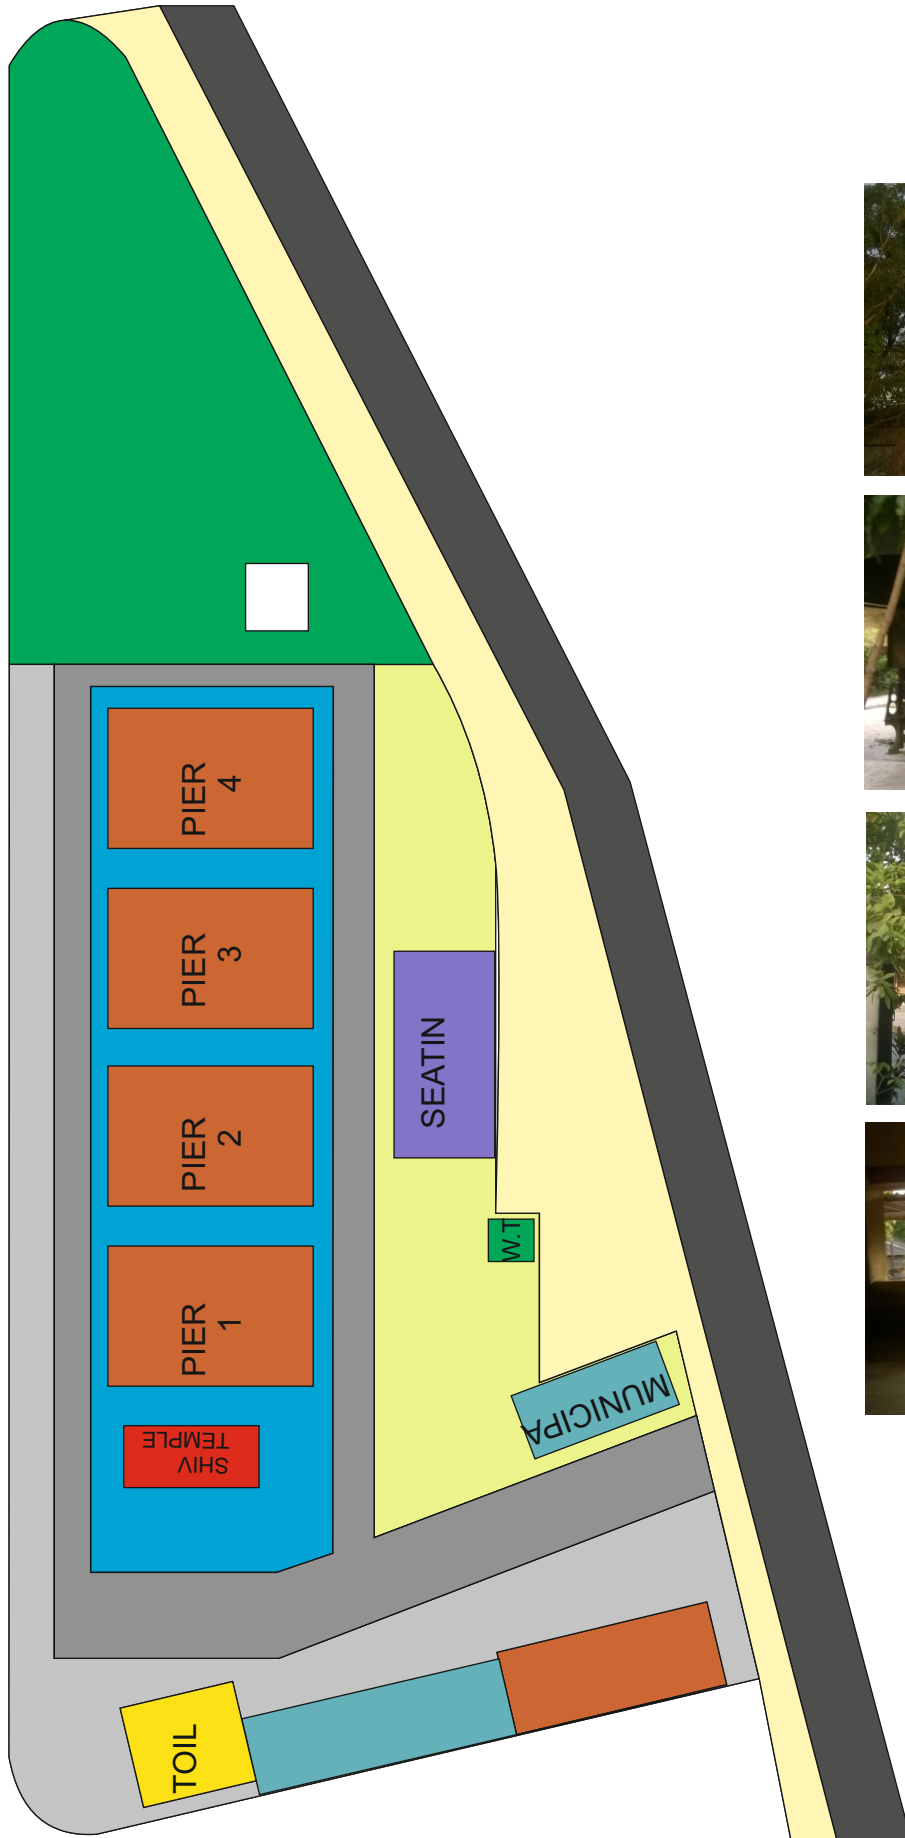 PIER
4
PIER
3
SEATIN
PIER
2
W.T
PIER
1
MUNICIPA
SHIV
TEMPLE
TOIL